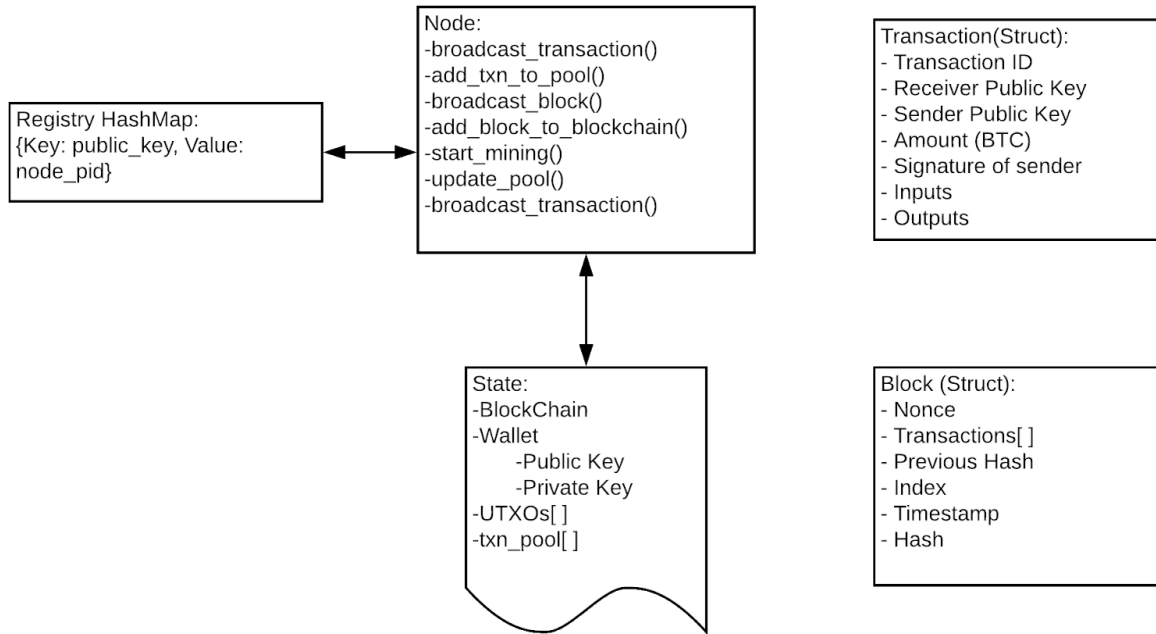 Registry HashMap:
{Key: public_key, Value:
node_pid}
Node:
-broadcast_transaction()
-add_txn_to_pool()
-broadcast_block()
-add_block_to_blockchain()
-start_mining()
-update_pool()
-broadcast_transaction()
Transaction(Struct):
- Transaction ID
- Receiver Public Key
- Sender Public Key
- Amount (BTC)
- Signature of sender
- Inputs
- Outputs
State:
-BlockChain
-Wallet
-Public Key
-Private Key
-UTXOs[ ]
-txn_pool[ ]
Block (Struct):
- Nonce
- Transactions[ ]
- Previous Hash
- Index
- Timestamp
- Hash